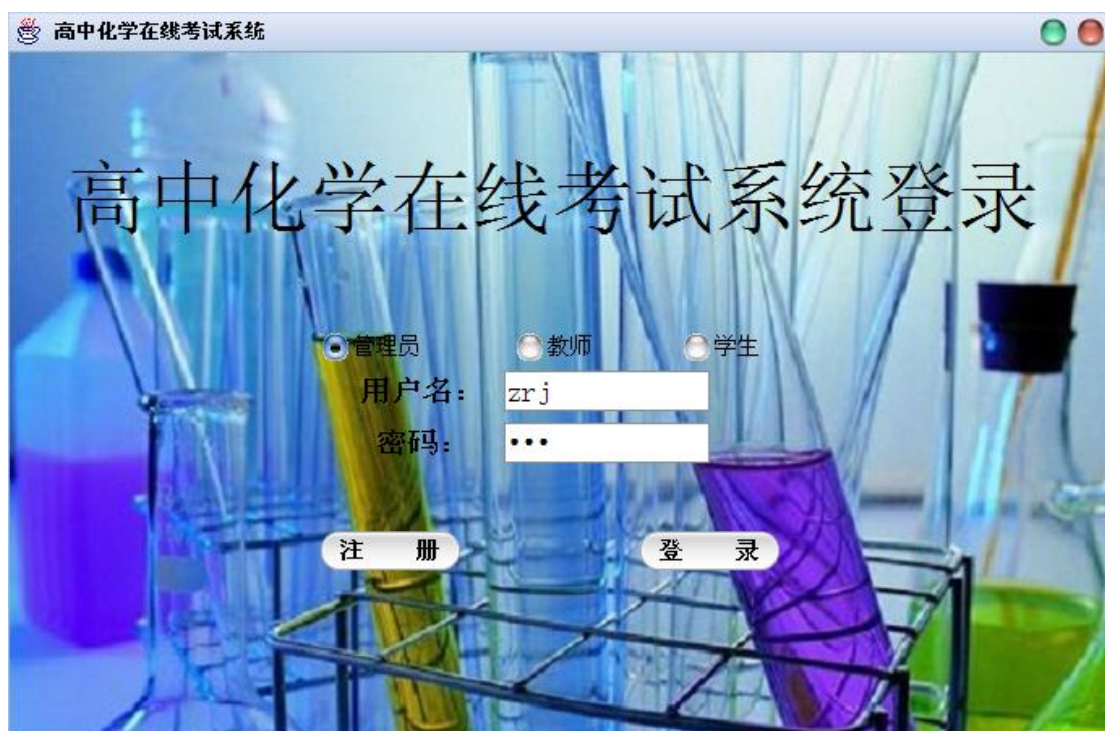 高中化学在线考试系统
高中化学在线考试系统登录
管理员 教师 学生
用户名： zrj
密码： •••
注 册 登 录